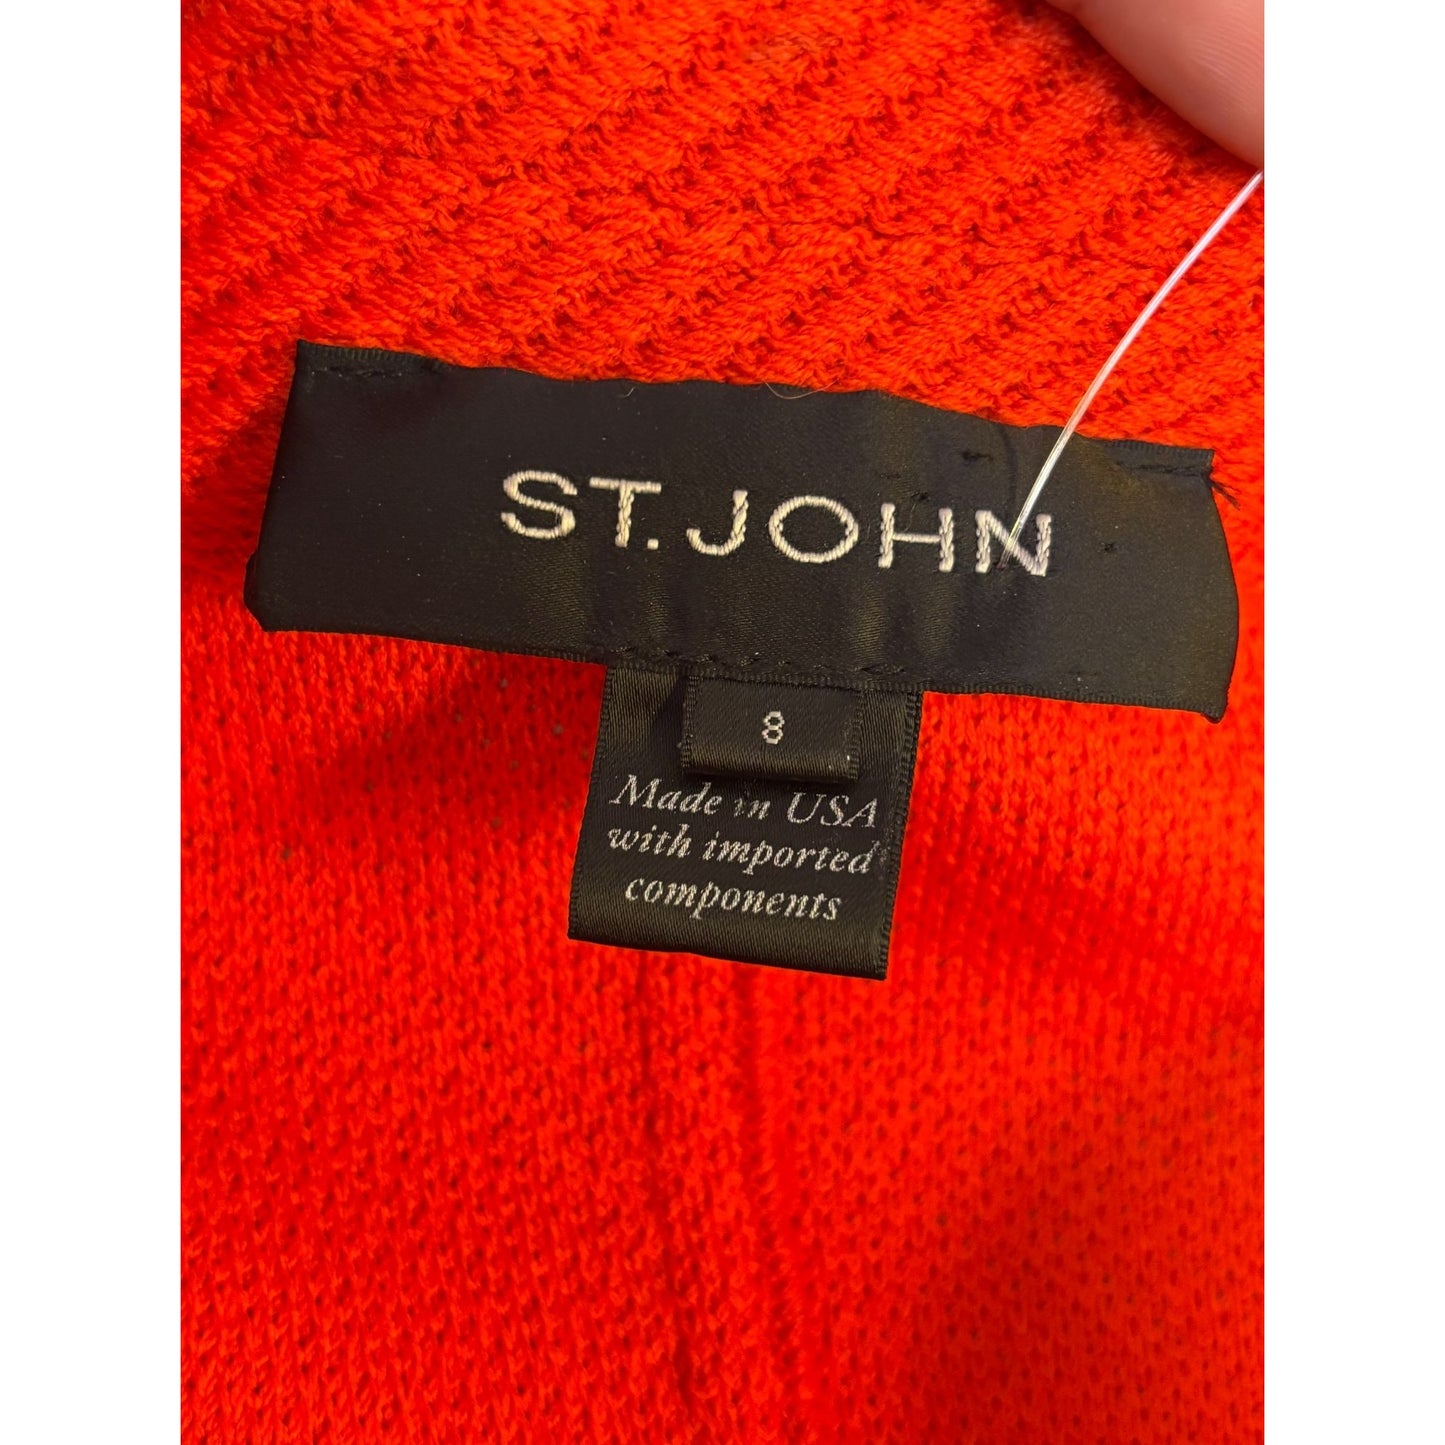 ST. JOHN
8
Made in USA
with imported
components